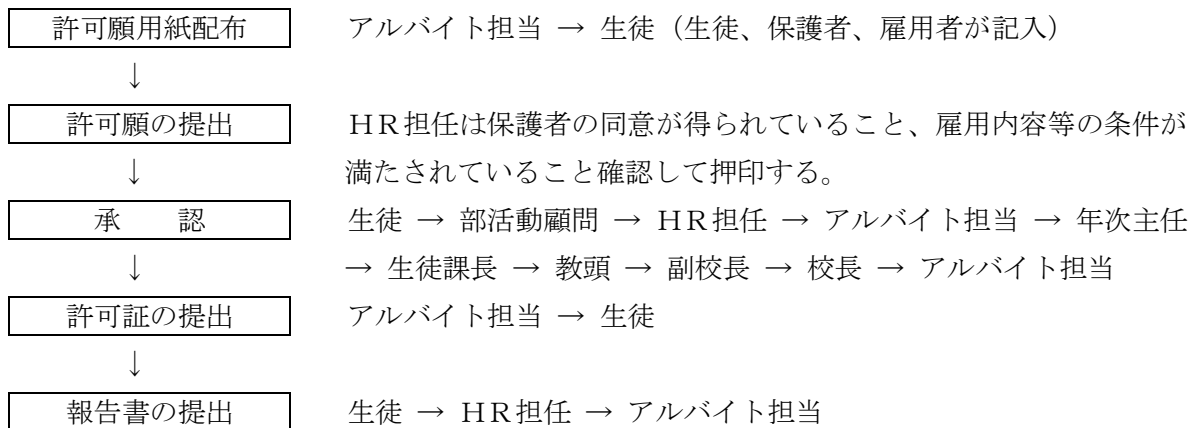 許可願用紙配布　アルバイト担当 → 生徒（生徒、保護者、雇用者が記入）
↓
許可願の提出　ＨＲ担任は保護者の同意が得られていること、雇用内容等の条件が
↓　満たされていること確認して押印する。
承　　認　生徒 → 部活動顧問 → ＨＲ担任 → アルバイト担当 → 年次主任
↓　→ 生徒課長 → 教頭 → 副校長 → 校長 → アルバイト担当
許可証の提出　アルバイト担当 → 生徒
↓
報告書の提出　生徒 → ＨＲ担任 → アルバイト担当